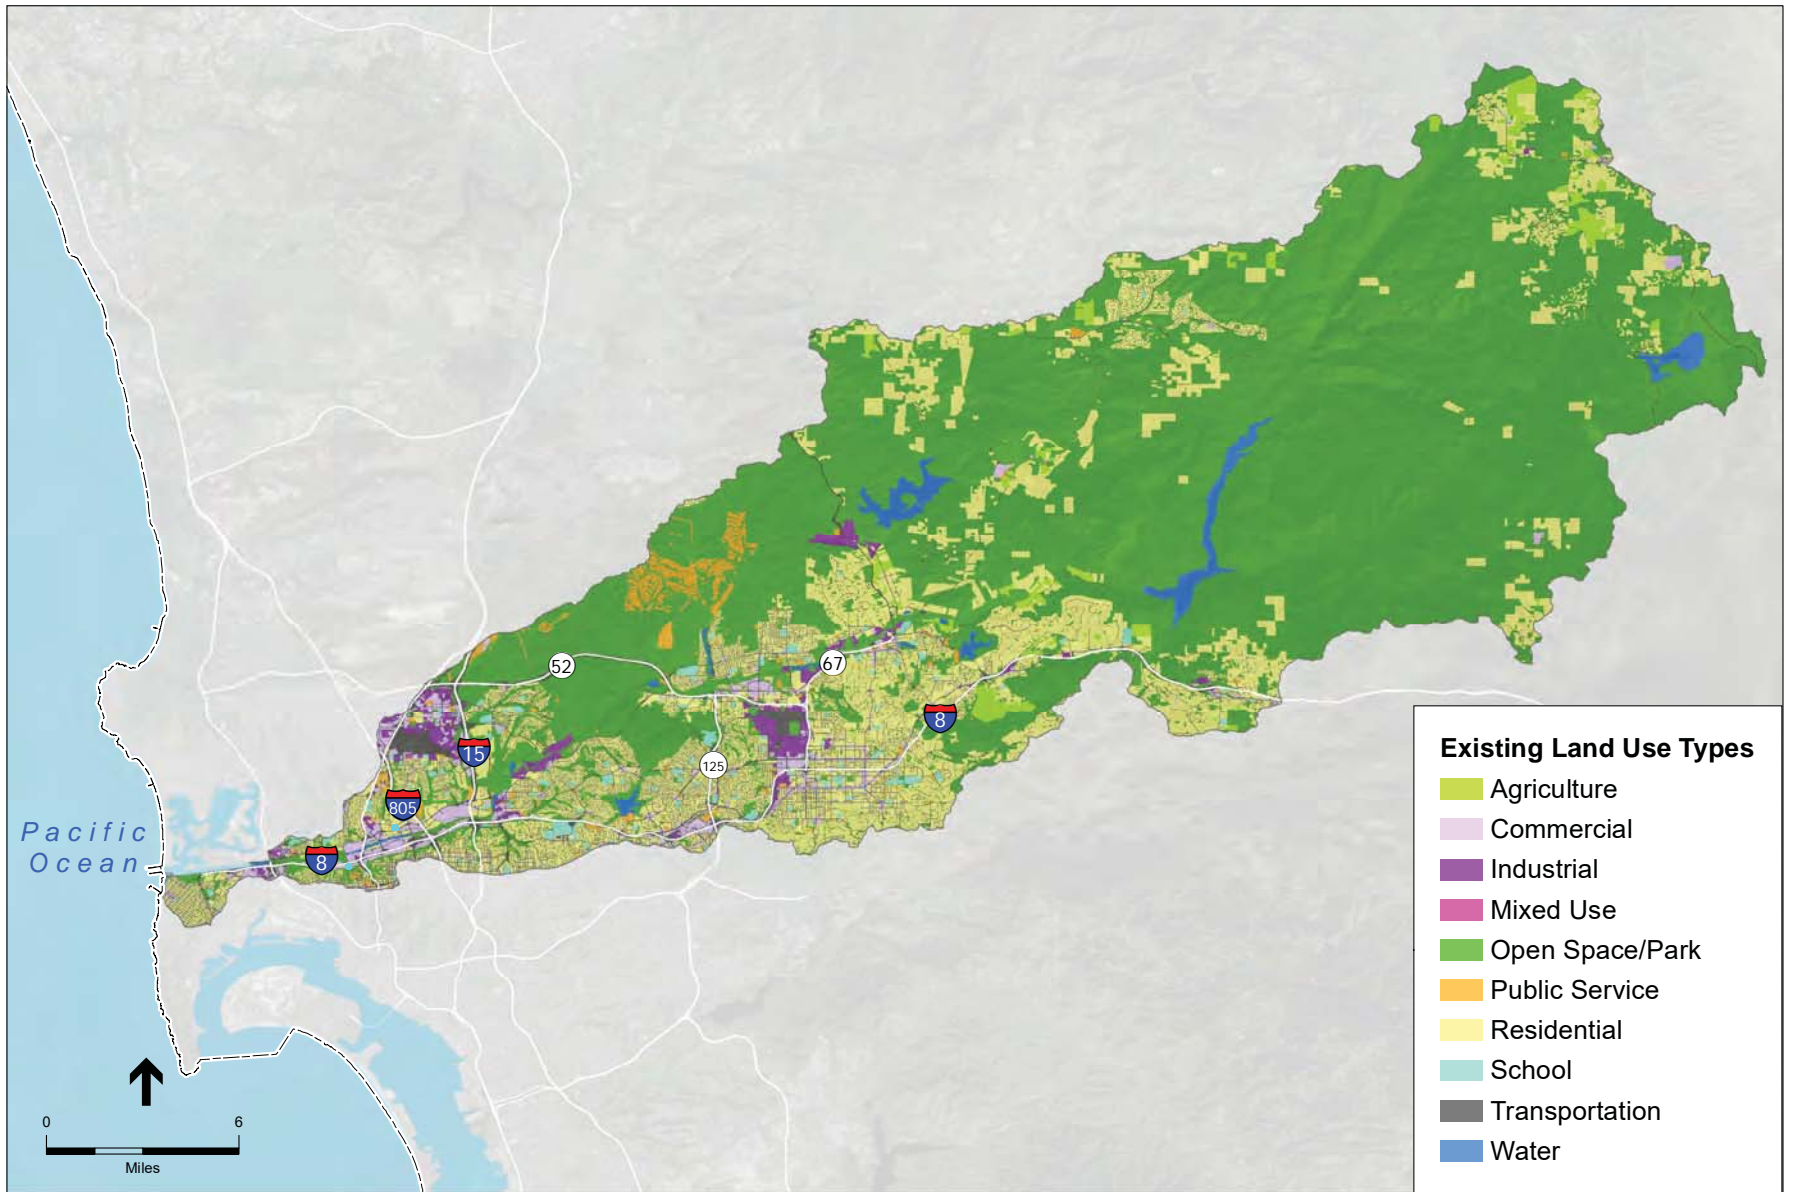 52
67
8
15
125
805
8
Pacific
Ocean
Existing Land Use Types
Agriculture
Commercial
Industrial
Mixed Use
Open Space/Park
Public Service
Residential
School
Transportation
Water
0 6
Miles